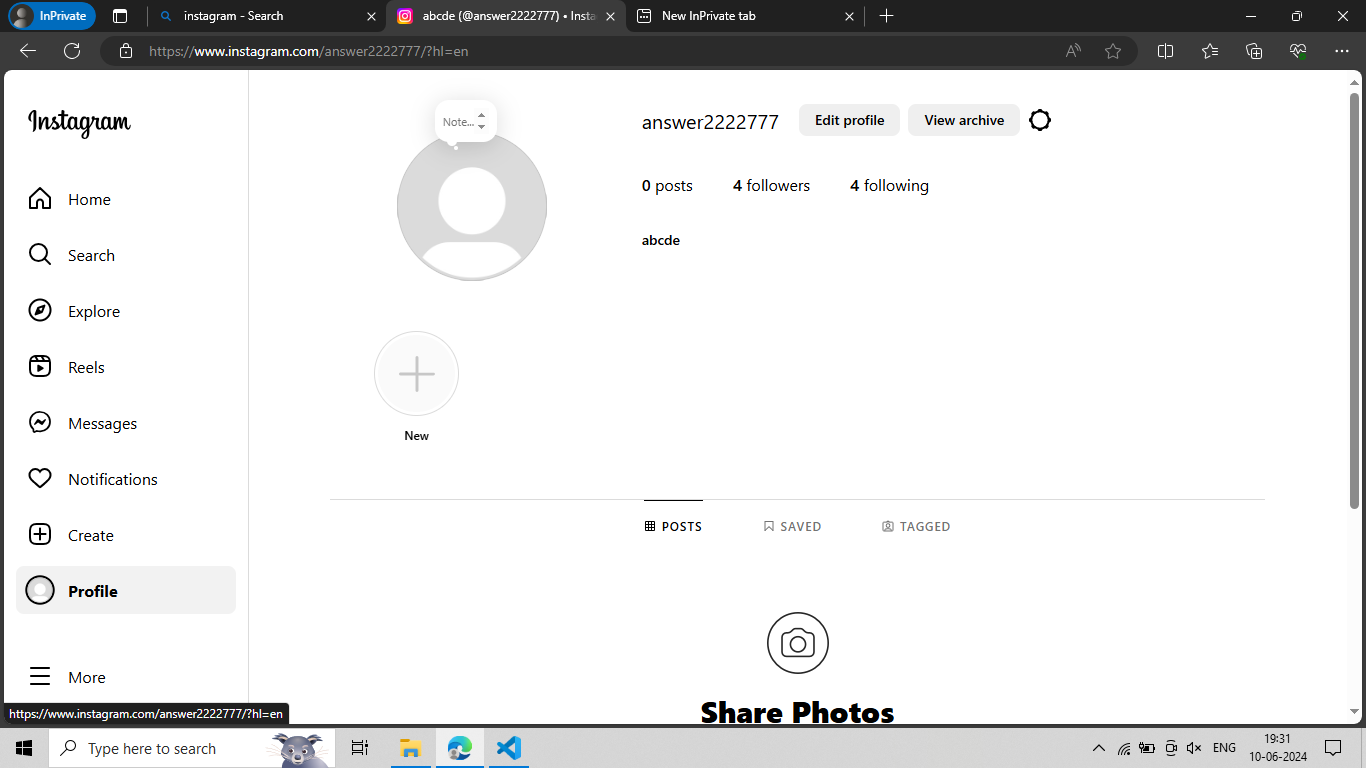 InPrivate
instagram - Search
abcde (@answer2222777) • Insta
New InPrivate tab
https://www.instagram.com/answer2222777/?hl=en
Instagram
Home
Search
Explore
Reels
Messages
Notifications
Create
Profile
More
Note...
answer2222777
Edit profile
View archive
0 posts
4 followers
4 following
abcde
New
POSTS
SAVED
TAGGED
Share Photos
https://www.instagram.com/answer2222777/?hl=en
Type here to search
ENG
19:31
10-06-2024